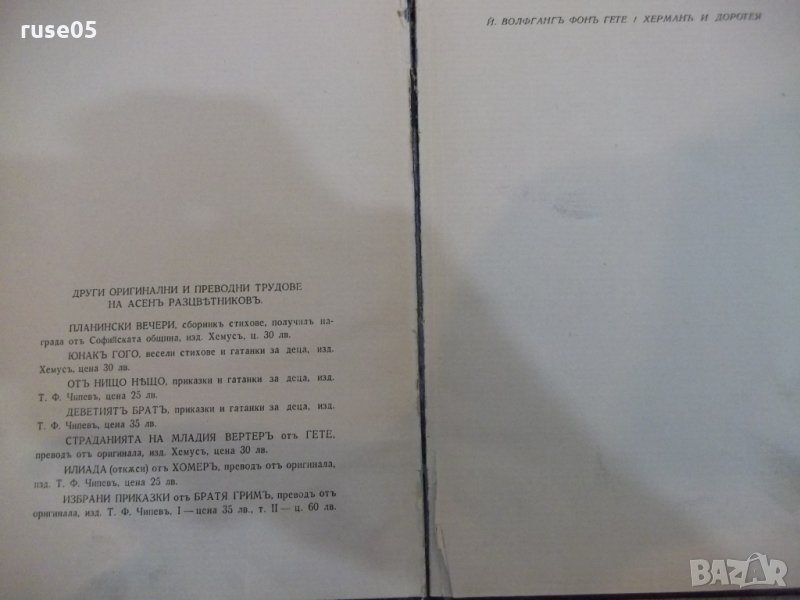 ruse05
ДРУГИ ОРИГИНАЛНИ И ПРЕВОДНИ ТРУДОВЕ
НА АСЕНЪ РАЗЦВѢТНИКОВЪ.
ПЛАНИНСКИ ВЕЧЕРИ, сборникъ стихове, получилъ на-
града отъ Софийската община, изд. Хемусъ, ц. 30 лв.
ЮНАКЪ ГОГО, весели стихове и гатанки за деца, изд.
Хемусъ, цена 30 лв.
ОТЪ НИЩО НѢЩО, приказки и гатанки за деца, изд.
Т. Ф. Чипевъ, цена 25 лв.
ДЕВЕТИЯТЪ БРАТЪ, приказки и гатанки за деца, изд.
Т. Ф. Чипевъ, цена 35 лв.
СТРАДАНИЯТА НА МЛАДИЯ ВЕРТЕРЪ отъ ГЕТЕ,
преводъ отъ оригинала, изд. Хемусъ, цена 30 лв.
ИЛИАДА (откѫси) отъ ХОМЕРЪ, преводъ отъ оригинала,
изд. Т. Ф. Чипевъ, цена 25 лв.
ИЗБРАНИ ПРИКАЗКИ отъ БРАТЯ ГРИМЪ, преводъ отъ
оригинала, изд. Т. Ф. Чипевъ, I — цена 35 лв., т. II — ц. 60 лв.
Й. ВОЛФГАНГЪ ФОНЪ ГЕТЕ / ХЕРМАНЪ И ДОРОТЕЯ
BAZAR